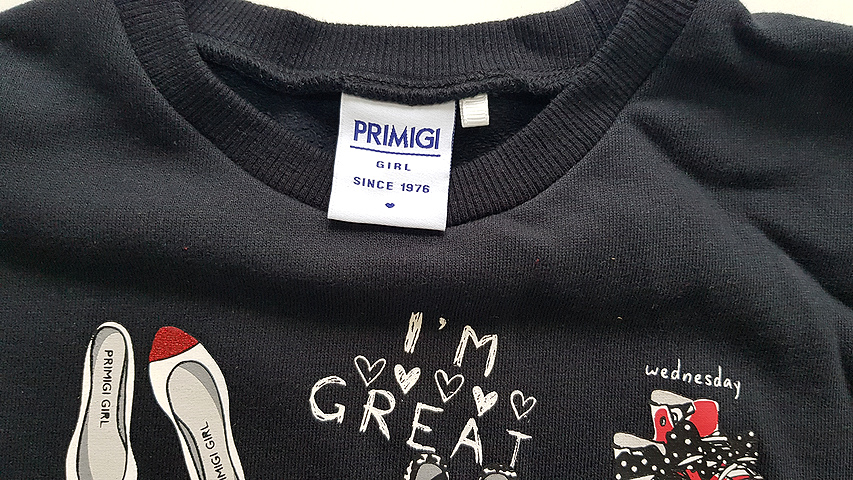 PRIMIGI
GIRL
SINCE 1976
I'M
GREAT
wednesday
PRIMIGI GIRL
PRIMIGI GIRL